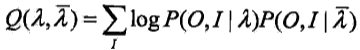 Q(λ, λ̄) = ∑_I log P(O, I | λ)P(O, I | λ̄)